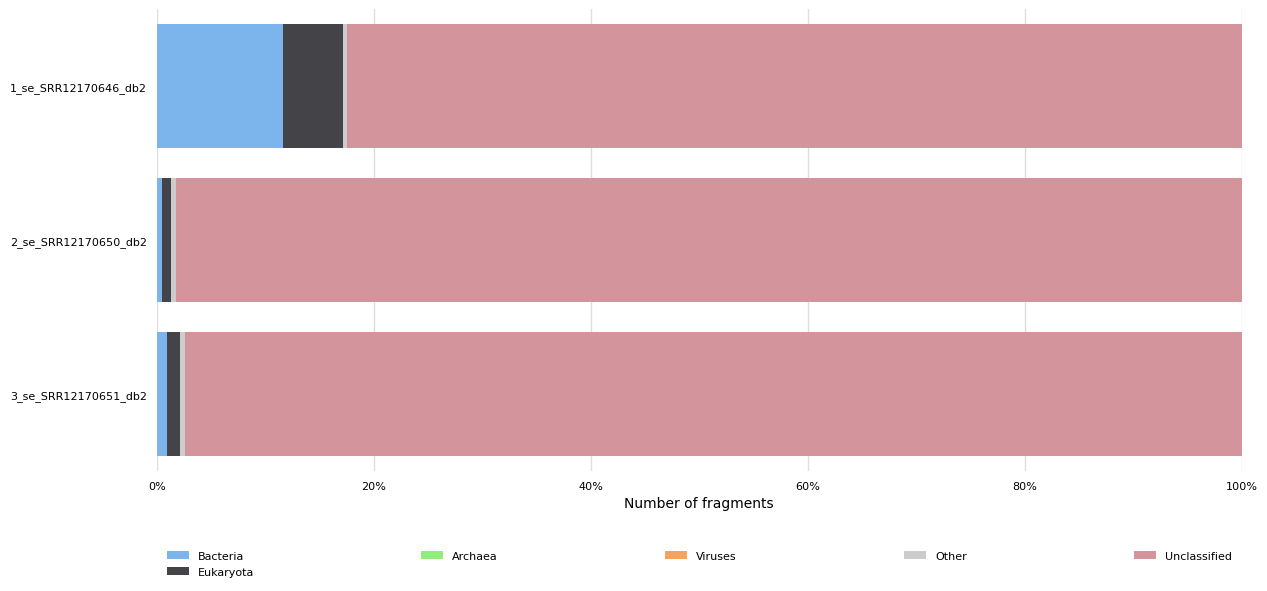 1_se_SRR12170646_db2
2_se_SRR12170650_db2
3_se_SRR12170651_db2
0% 20% 40% 60% 80% 100%
Number of fragments
Bacteria Archaea Viruses Other Unclassified
Eukaryota